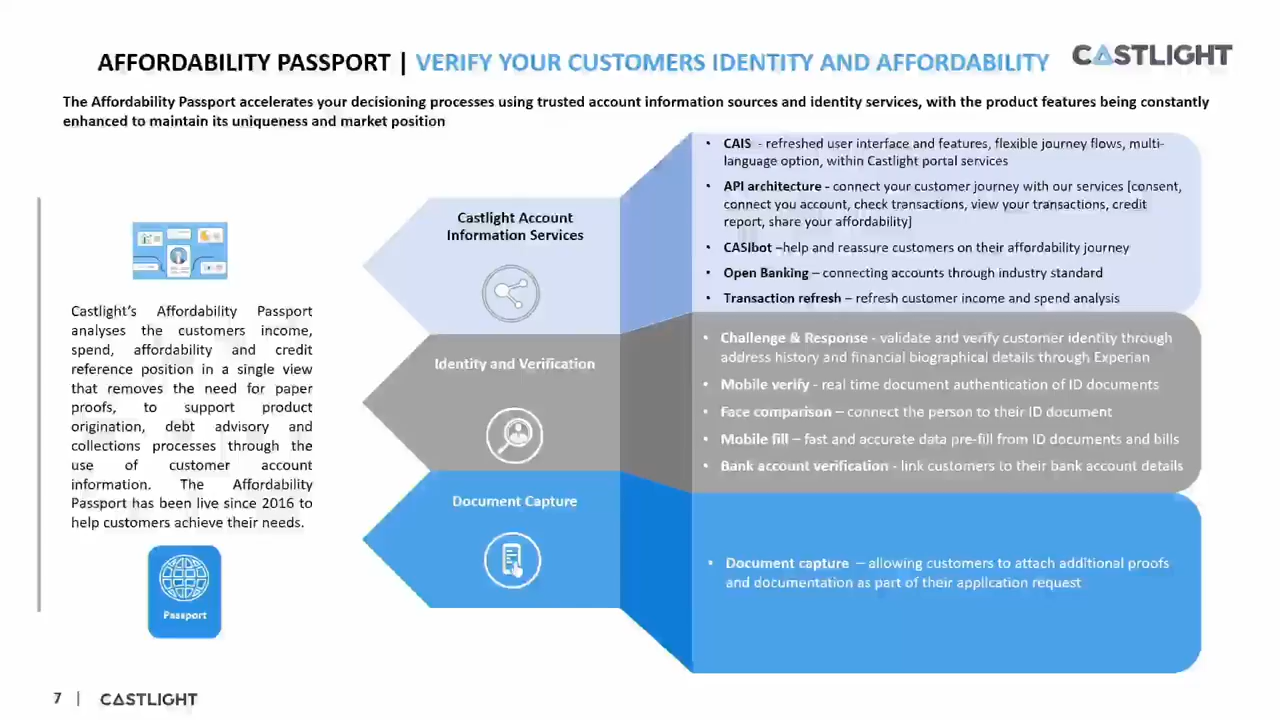 AFFORDABILITY PASSPORT | VERIFY YOUR CUSTOMERS IDENTITY AND AFFORDABILITY
CASTLIGHT
The Affordability Passport accelerates your decisioning processes using trusted account information sources and identity services, with the product features being constantly
enhanced to maintain its uniqueness and market position
Castlight's Affordability Passport
analyses the customers income,
spend, affordability and credit
reference position in a single view
that removes the need for paper
proofs, to support product
origination, debt advisory and
collections processes through the
use of customer account
information. The Affordability
Passport has been live since 2016 to
help customers achieve their needs.
Passport
Castlight Account
Information Services
• CAIS - refreshed user interface and features, flexible journey flows, multi-
language option, within Castlight portal services
• API architecture - connect your customer journey with our services [consent,
connect you account, check transactions, view your transactions, credit
report, share your affordability]
• CASIbot –help and reassure customers on their affordability journey
• Open Banking – connecting accounts through industry standard
• Transaction refresh – refresh customer income and spend analysis
Identity and Verification
• Challenge & Response - validate and verify customer identity through
address history and financial biographical details through Experian
• Mobile verify - real time document authentication of ID documents
• Face comparison – connect the person to their ID document
• Mobile fill – fast and accurate data pre-fill from ID documents and bills
• Bank account verification - link customers to their bank account details
Document Capture
• Document capture – allowing customers to attach additional proofs
and documentation as part of their application request
7 | CASTLIGHT